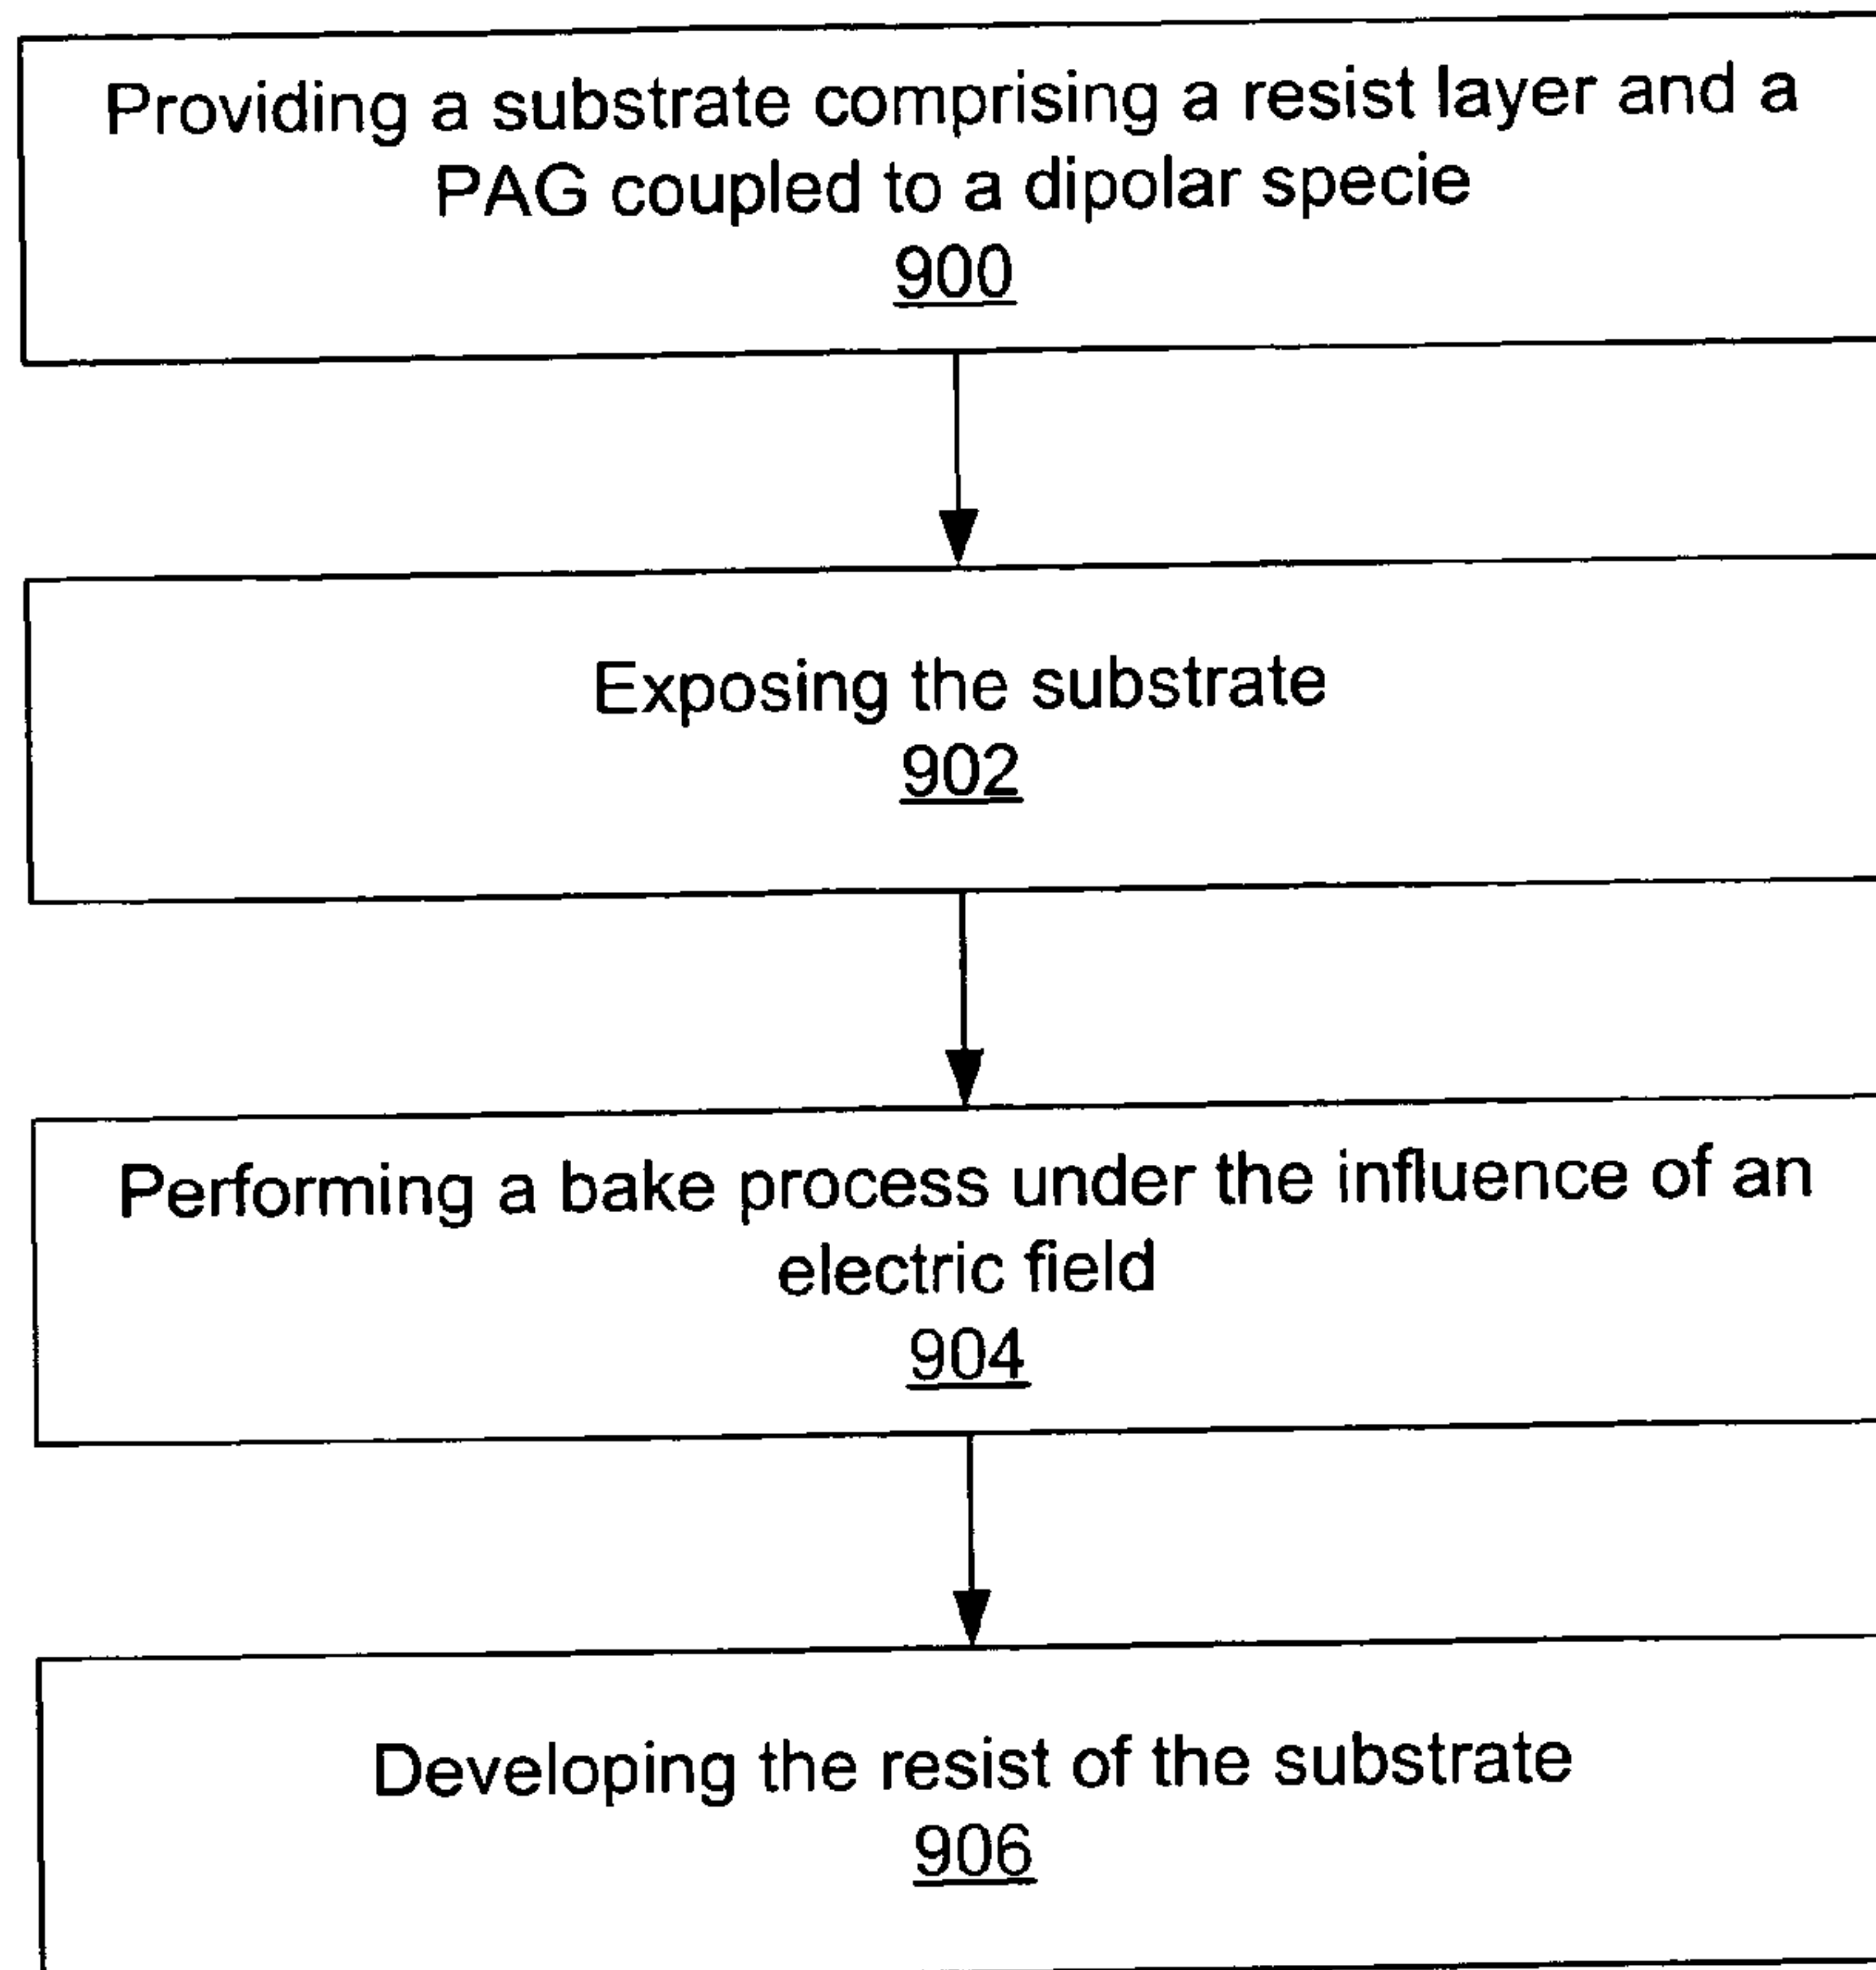 Providing a substrate comprising a resist layer and a
PAG coupled to a dipolar specie
900
Exposing the substrate
902
Performing a bake process under the influence of an
electric field
904
Developing the resist of the substrate
906